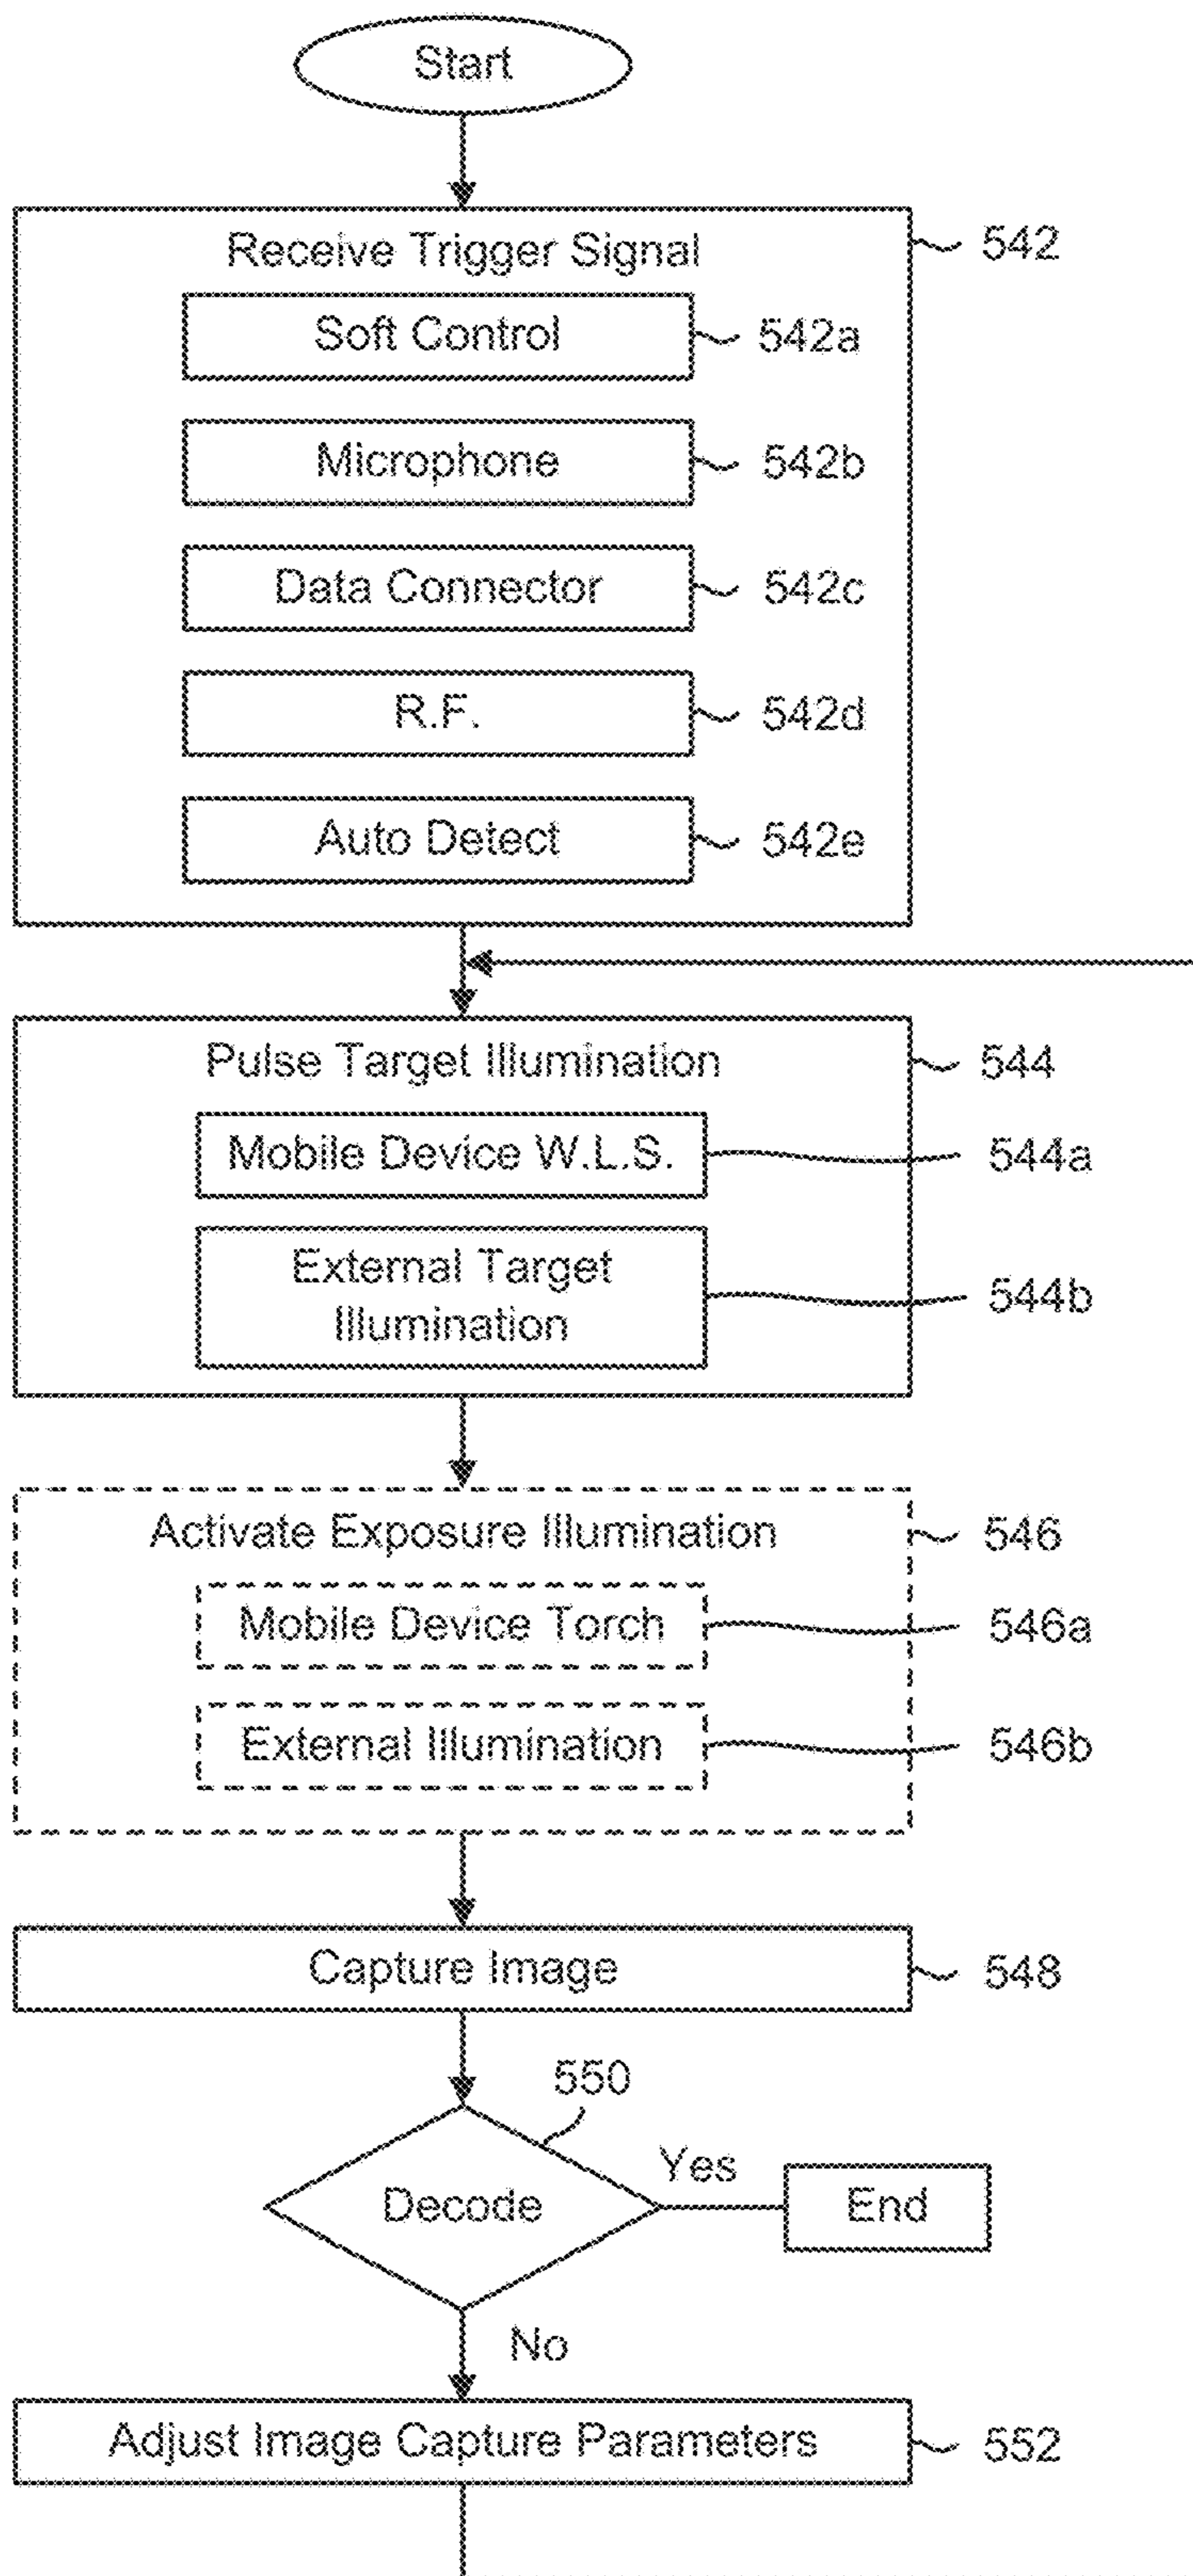 Start
Receive Trigger Signal
542
Soft Control
542a
Microphone
542b
Data Connector
542c
R.F.
542d
Auto Detect
542e
Pulse Target Illumination
544
Mobile Device W.L.S.
544a
External Target
Illumination
544b
Activate Exposure Illumination
546
Mobile Device Torch
546a
External Illumination
546b
Capture Image
548
550
Decode
Yes
End
No
Adjust Image Capture Parameters
552